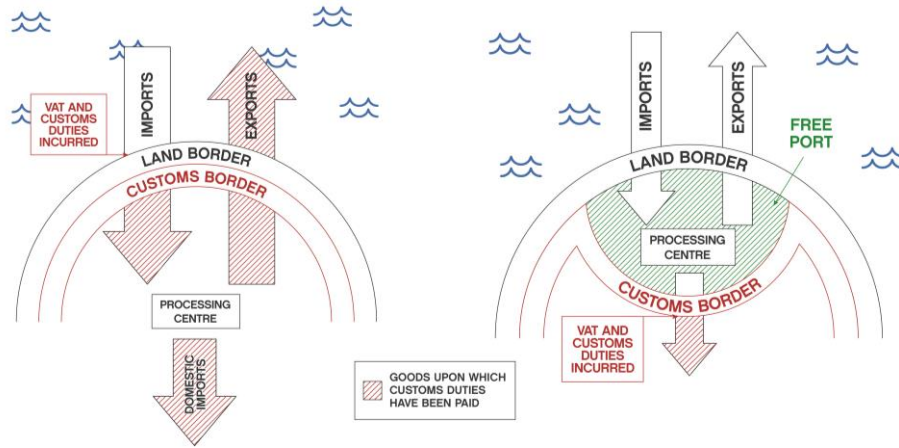 VAT AND
CUSTOMS
DUTIES
INCURRED
IMPORTS
EXPORTS
LAND BORDER
CUSTOMS BORDER
PROCESSING
CENTRE
DOMESTIC
IMPORTS
GOODS UPON WHICH
CUSTOMS DUTIES
HAVE BEEN PAID
IMPORTS
EXPORTS
FREE
PORT
LAND BORDER
PROCESSING
CENTRE
CUSTOMS BORDER
VAT AND
CUSTOMS
DUTIES
INCURRED